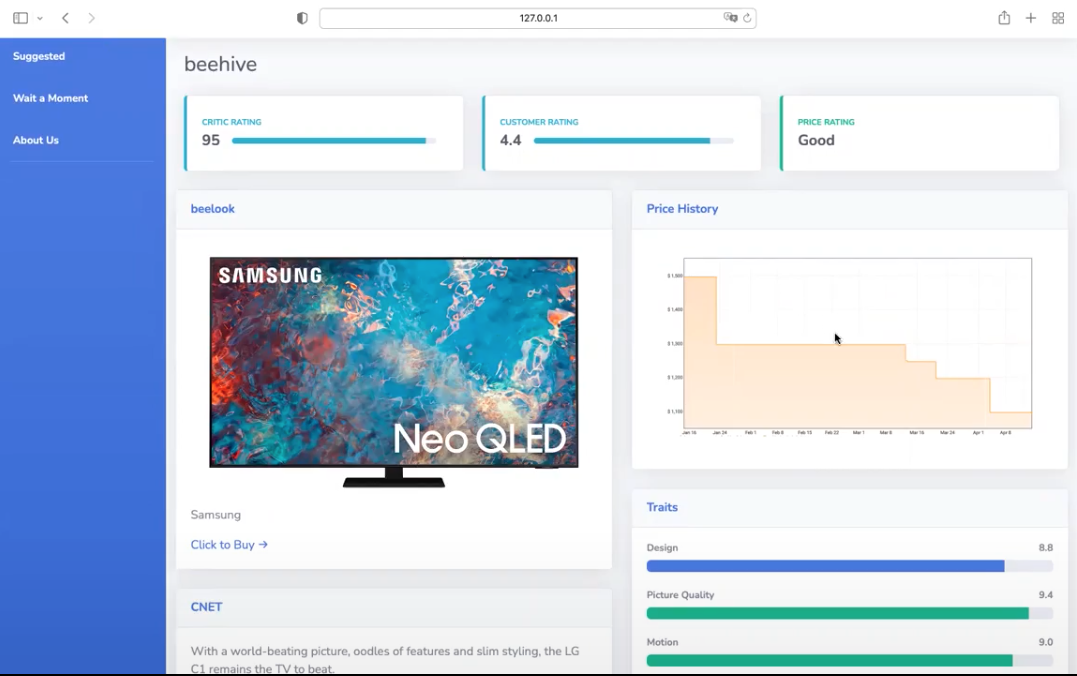 127.0.0.1
Suggested
Wait a Moment
About Us
beehive
CRITIC RATING
95
CUSTOMER RATING
4.4
PRICE RATING
Good
beelook
SAMSUNG
Neo QLED
Samsung
Click to Buy →
CNET
With a world-beating picture, oodles of features and slim styling, the LG
C1 remains the TV to beat.
Price History
$ 1,400
$ 1,300
$ 1,200
$ 1,100
Jan 16 Jan 24 Feb 1 Feb 8 Feb 15 Feb 22 Mar 1 Mar 8 Mar 16 Mar 24 Apr 1 Apr 8
Traits
Design 8.8
Picture Quality 9.4
Motion 9.0